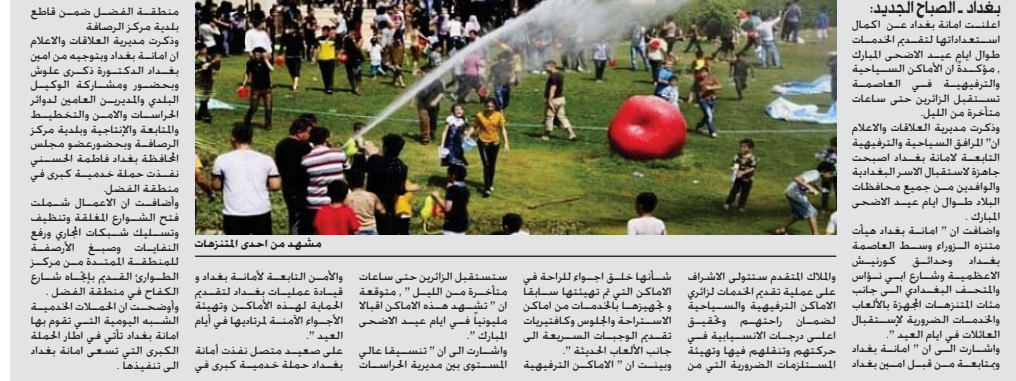 بغداد ـ الصباح الجديد:
اعلنت امانة بغداد عن اكمال
استعداداتها لتقديم الخدمات
طوال ايام عيد الاضحى المبارك
, مؤكدة ان الأماكن السياحية
والترفيهية في العاصمة
تستقبل الزائرين حتى ساعات
متأخرة من الليل.
وذكرت مديرية العلاقات والاعلام
ان" المرافق السياحية والترفيهية
التابعة لامانة بغداد اصبحت
جاهزة لاستقبال الاسر البغدادية
والوافدين من جميع محافظات
البلاد طوال ايام عيد الاضحى
المبارك .
واضافت ان " امانة بغداد هيأت
متنزه الزوراء وسط العاصمة
بغداد وحدائق كورنيش
الاعظمية وشارع ابي نؤاس
والمتحف البغدادي الى جانب
مئات المتنزهات المجهزة بالألعاب
والخدمات الضرورية لإستقبال
العائلات في ايام العيد ".
واشارت الى ان " امانة بغداد
ومتابعة من قبل امين بغداد
والملاك المتقدم ستتولى الاشراف
على عملية تقديم الخدمات لزائري
الاماكن الترفيهية والسياحية
لضمان راحتهم وتحقيق
اعلى درجات الانسيابية في
حركتهم وتنقلهم فيها وتهيئة
المستلزمات الضرورية التي من
شأنها خلق اجواء للراحة في
الاماكن التي تم تهيئتها سابقا
و تجهيزها بالخدمات من اماكن
الاستراحة والجلوس وكافتيريات
تقديم الوجبات السريعة الى
جانب الألعاب الحديثة ".
وبينت ان " الاماكن الترفيهية
ستستقبل الزائرين حتى ساعات
متأخرة من الليل " , متوقعة
ان " تشهد هذه الاماكن اقبالا
مليونياً في ايام عيد الاضحى
المبارك ".
واشارت الى ان " تنسيقا عالي
المستوى بين مديرية الحراسات
والأمن التابعة لأمانة بغداد و
قيادة عمليات بغداد لتقديم
الحماية لهذه الأماكن وتهيئة
الأجواء الآمنة لمرتاديها في أيام
العيد ".
على صعيد متصل نفذت أمانة
بغداد حملة خدمية كبرى في
منطقة الفضل ضمن قاطع
بلدية مركز الرصافة
وذكرت مديرية العلاقات والاعلام
ان امانة بغداد وبتوجيه من امين
بغداد الدكتورة ذكرى علوش
وبحضور ومشاركة الوكيل
البلدي والمديرين العامين لدوائر
الحراسات والامن والتخطيط
والمتابعة والإنتاجية وبلدية مركز
الرصافة وبحضورعضو مجلس
المحافظة بغداد فاطمة الحسني
نفذت حملة خدمية كبرى في
منطقة الفضل.
وأضافت ان الاعمال شملت
فتح الشوارع المغلقة وتنظيف
وتسليك شبكات المجاري ورفع
النفايات وصبغ الأرصفة
للمنطقة الممتدة من مركز
الطوارئ القديم بإتجاه شارع
الكفاح في منطقة الفضل .
وأوضحت ان الحملات الخدمية
الشبه اليومية التي تقوم بها
امانة بغداد تأتي في اطار الحملة
الكبرى التي تسعى امانة بغداد
الى تنفيذها .
مشهد من احدى المتنزهات